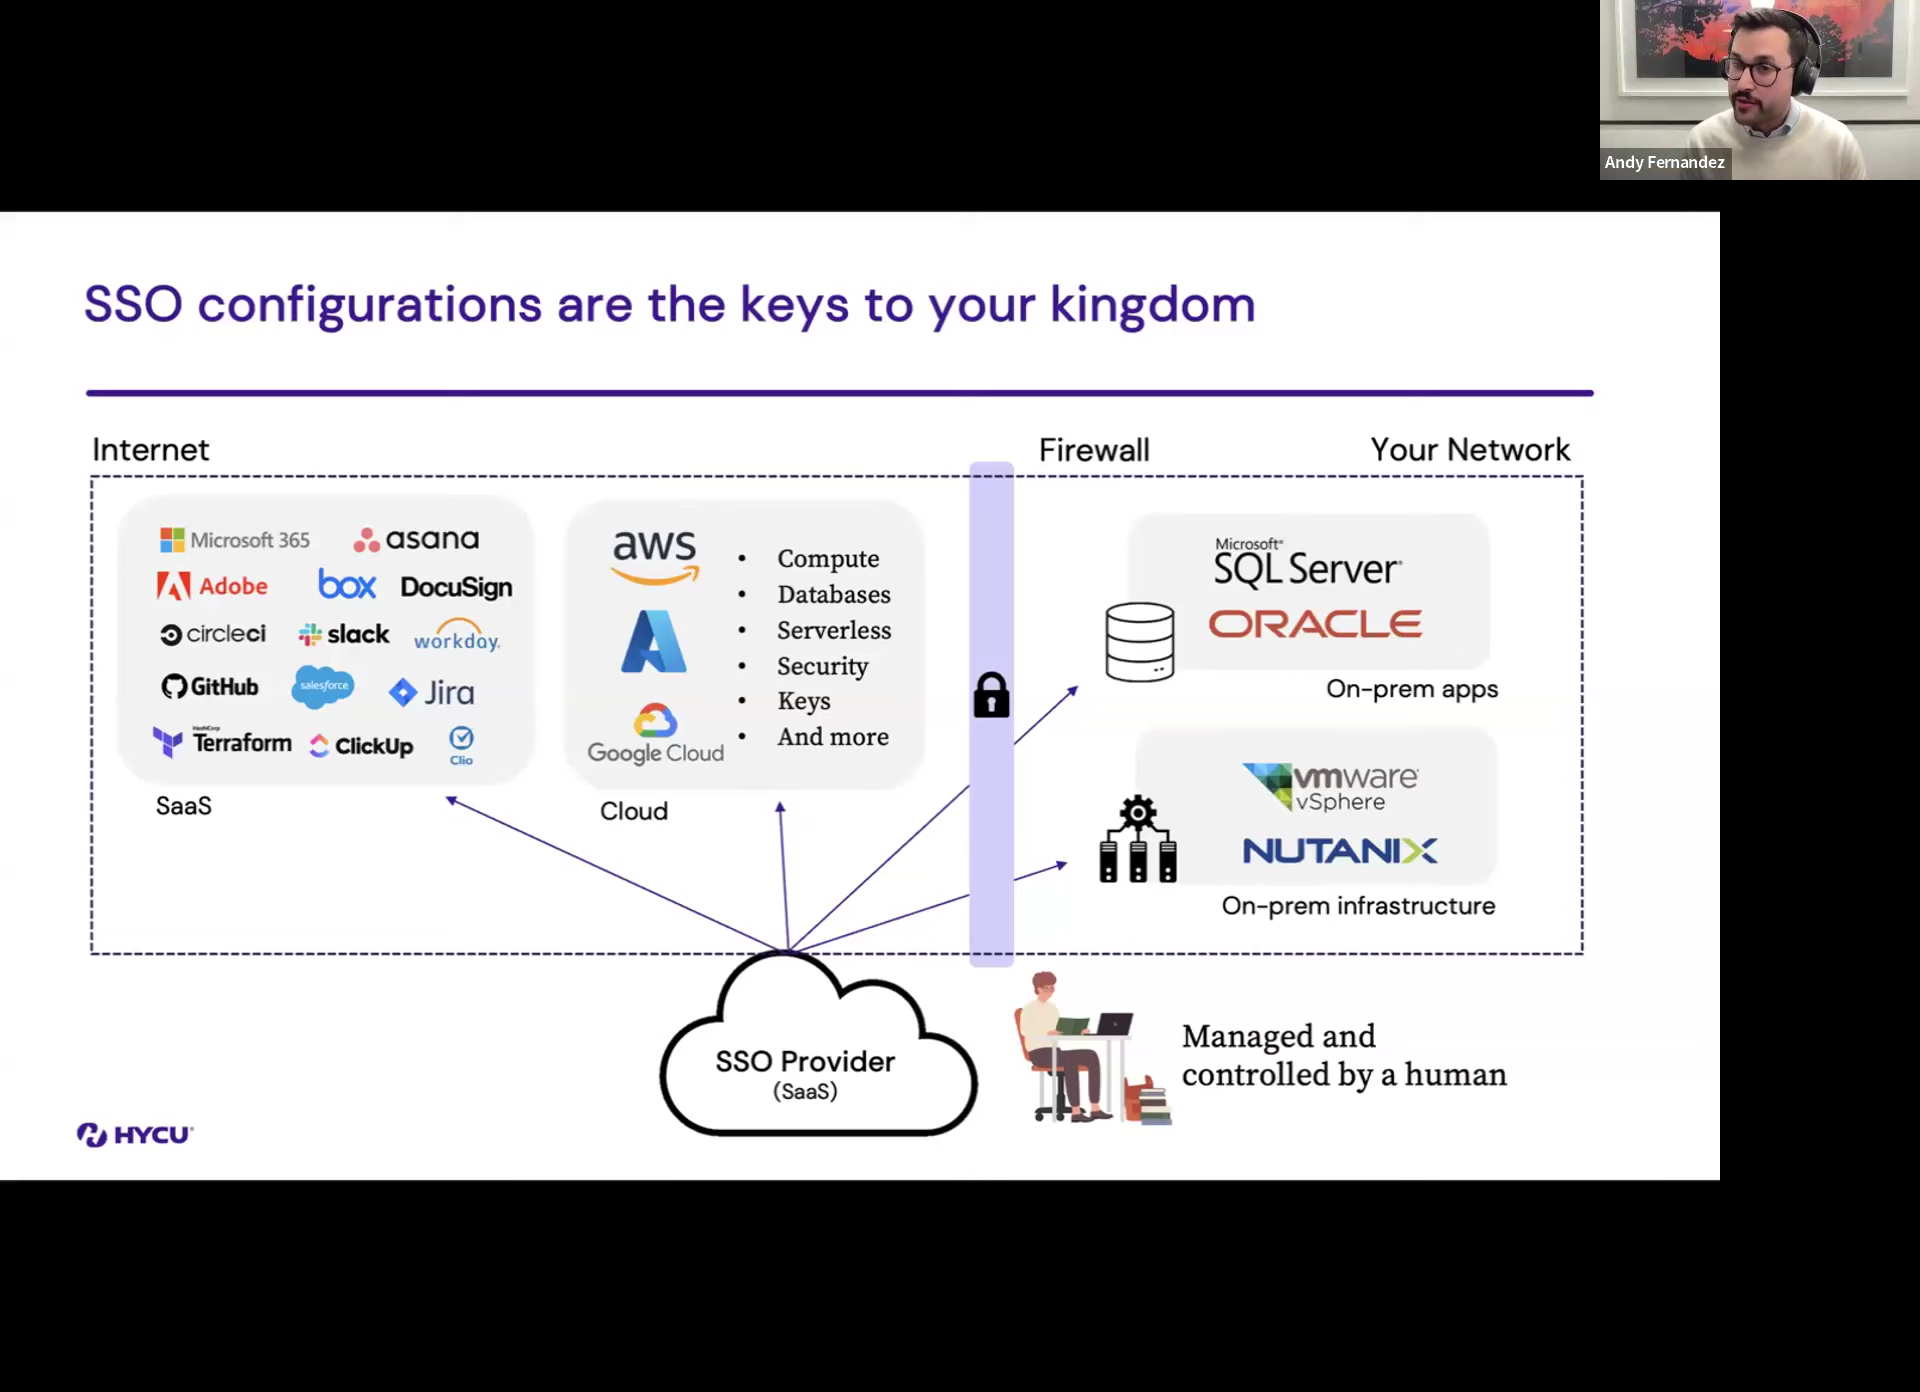 Andy Fernandez
SSO configurations are the keys to your kingdom
Internet
Firewall
Your Network
Microsoft 365
asana
Adobe
box
DocuSign
circleci
slack
workday.
GitHub
salesforce
Jira
HashiCorp
Terraform
ClickUp
Clio
SaaS
aws
Google Cloud
• Compute
• Databases
• Serverless
• Security
• Keys
• And more
Cloud
Microsoft®
SQL Server®
ORACLE
On-prem apps
vmware®
vSphere
NUTANIX
On-prem infrastructure
SSO Provider
(SaaS)
Managed and
controlled by a human
HYCU®